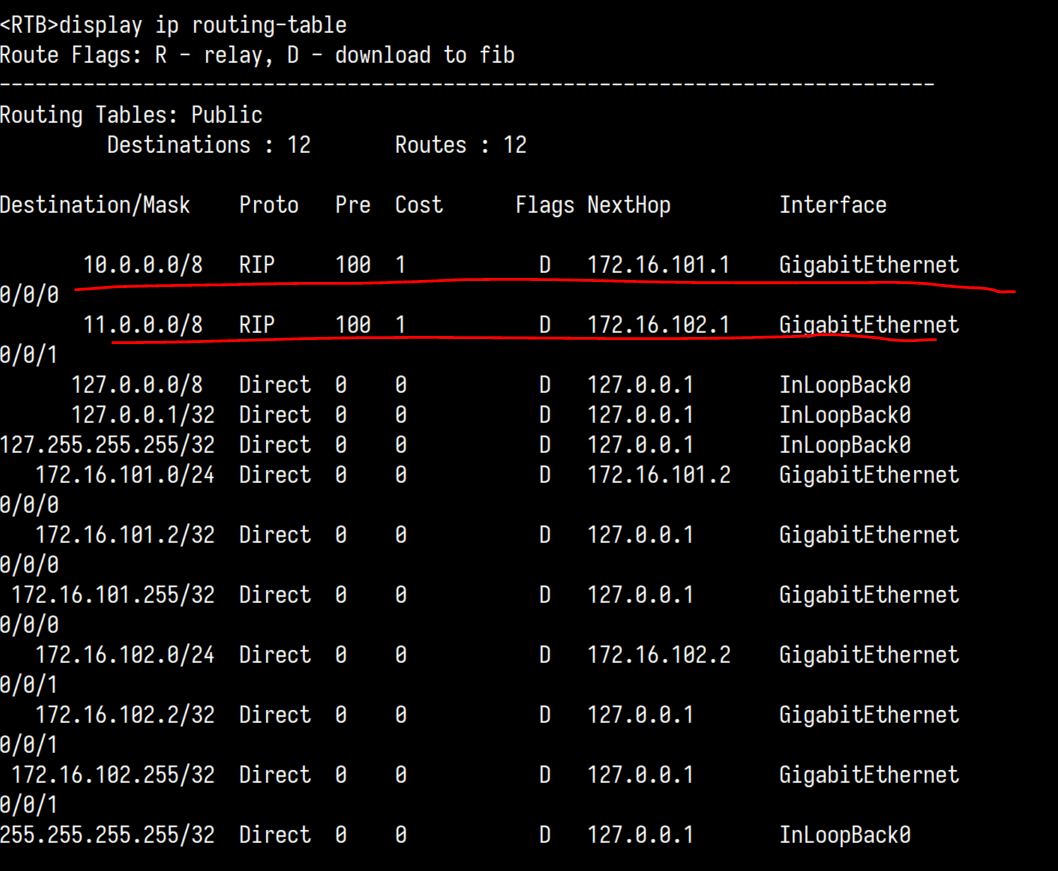 <RTB>display ip routing-table
Route Flags: R - relay, D - download to fib
------------------------------------------------------------------------------
Routing Tables: Public
         Destinations : 12       Routes : 12

Destination/Mask    Proto   Pre  Cost      Flags NextHop         Interface

       10.0.0.0/8   RIP     100  1           D   172.16.101.1    GigabitEthernet
0/0/0
       11.0.0.0/8   RIP     100  1           D   172.16.102.1    GigabitEthernet
0/0/1
      127.0.0.0/8   Direct  0    0           D   127.0.0.1       InLoopBack0
      127.0.0.1/32  Direct  0    0           D   127.0.0.1       InLoopBack0
127.255.255.255/32  Direct  0    0           D   127.0.0.1       InLoopBack0
   172.16.101.0/24  Direct  0    0           D   172.16.101.2    GigabitEthernet
0/0/0
   172.16.101.2/32  Direct  0    0           D   127.0.0.1       GigabitEthernet
0/0/0
 172.16.101.255/32  Direct  0    0           D   127.0.0.1       GigabitEthernet
0/0/0
   172.16.102.0/24  Direct  0    0           D   172.16.102.2    GigabitEthernet
0/0/1
   172.16.102.2/32  Direct  0    0           D   127.0.0.1       GigabitEthernet
0/0/1
 172.16.102.255/32  Direct  0    0           D   127.0.0.1       GigabitEthernet
0/0/1
255.255.255.255/32  Direct  0    0           D   127.0.0.1       InLoopBack0